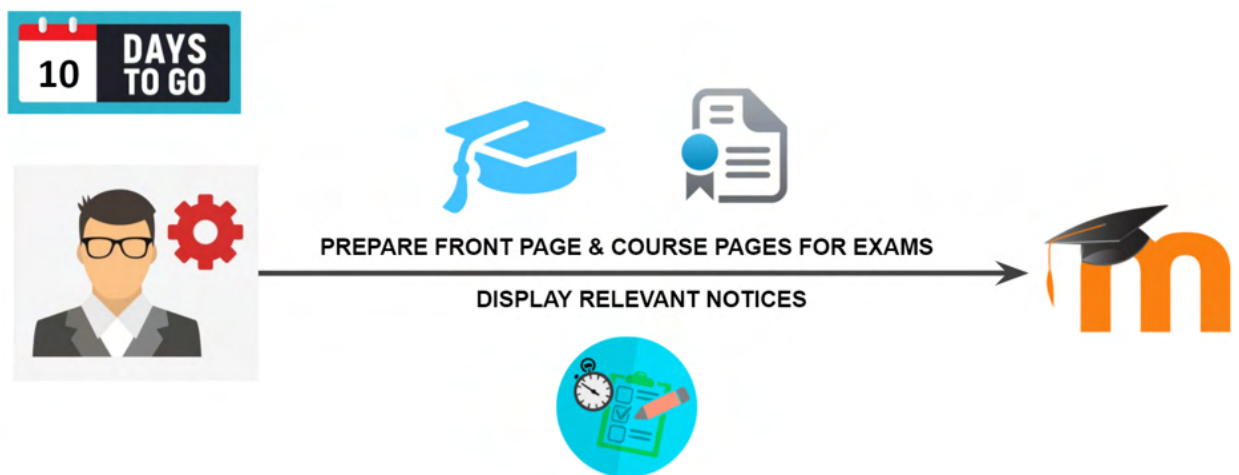 10
DAYS
TO GO
PREPARE FRONT PAGE & COURSE PAGES FOR EXAMS
DISPLAY RELEVANT NOTICES
m